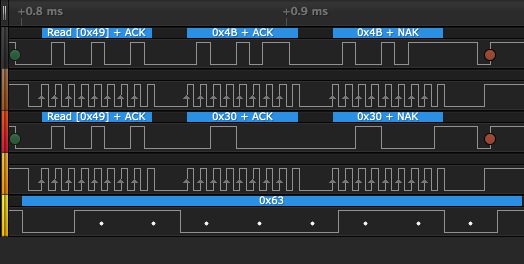 +0.8 ms +0.9 ms
Read [0x49] + ACK 0x4B + ACK 0x4B + NAK
Read [0x49] + ACK 0x30 + ACK 0x30 + NAK
0x63